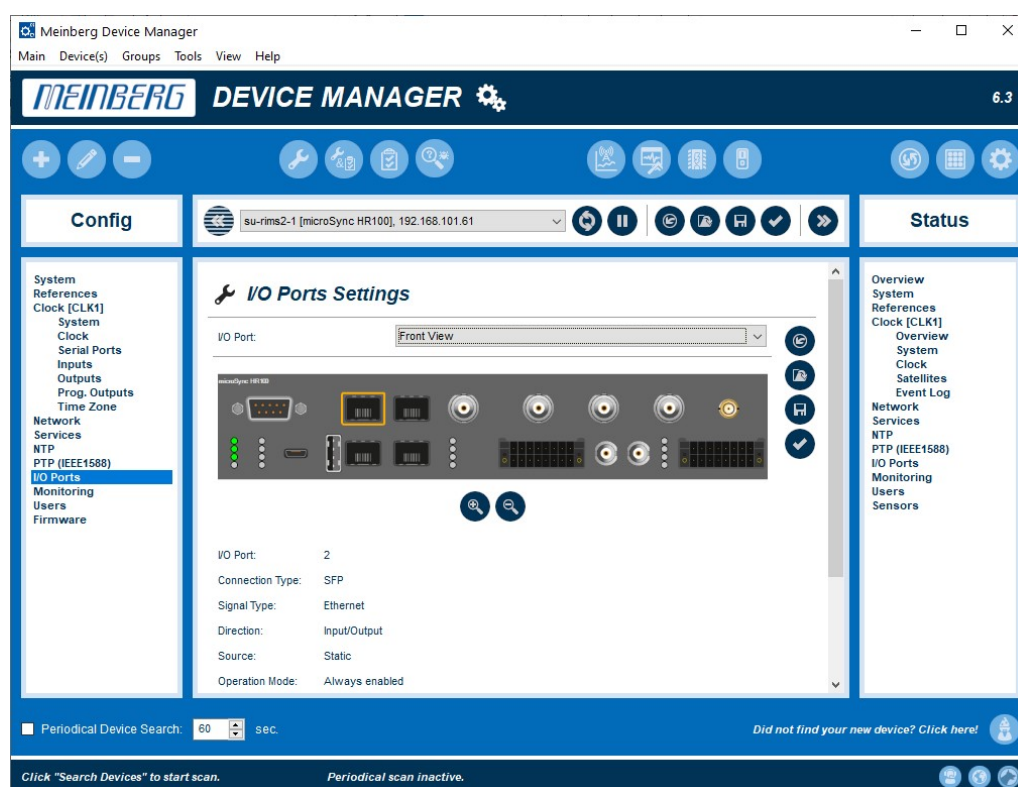 Meinberg Device Manager
Main Device(s) Groups Tools View Help
MEINBERG DEVICE MANAGER 6.3
Config
su-rims2-1 [microSync HR100], 192.168.101.61
Status
System
References
Clock [CLK1]
System
Clock
Serial Ports
Inputs
Outputs
Prog. Outputs
Time Zone
Network
Services
NTP
PTP (IEEE1588)
I/O Ports
Monitoring
Users
Firmware
I/O Ports Settings
I/O Port: Front View
microSync HR100
I/O Port: 2
Connection Type: SFP
Signal Type: Ethernet
Direction: Input/Output
Source: Static
Operation Mode: Always enabled
Overview
System
References
Clock [CLK1]
Overview
System
Clock
Satellites
Event Log
Network
Services
NTP
PTP (IEEE1588)
I/O Ports
Monitoring
Users
Sensors
Periodical Device Search: 60 sec.
Did not find your new device? Click here!
Click "Search Devices" to start scan. Periodical scan inactive.